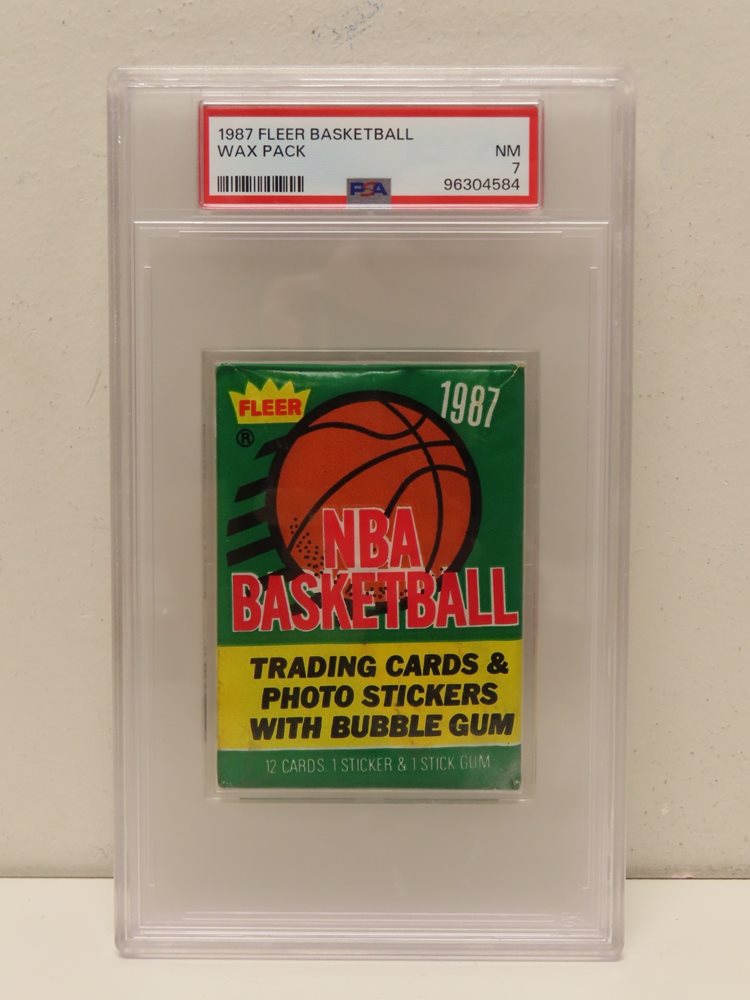 1987 FLEER BASKETBALL
WAX PACK
NM
7
PSA
96304584
FLEER
®
1987
NBA
BASKETBALL
TRADING CARDS &
PHOTO STICKERS
WITH BUBBLE GUM
12 CARDS 1 STICKER & 1 STICK GUM